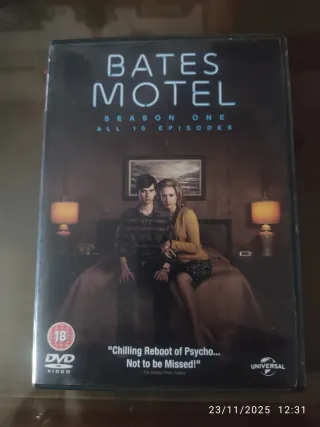 BATES
MOTEL
SEASON ONE
ALL 10 EPISODES
18
"Chilling Reboot of Psycho...
Not to be Missed!"
DVD
VIDEO
UNIVERSAL
23/11/2025 12:31